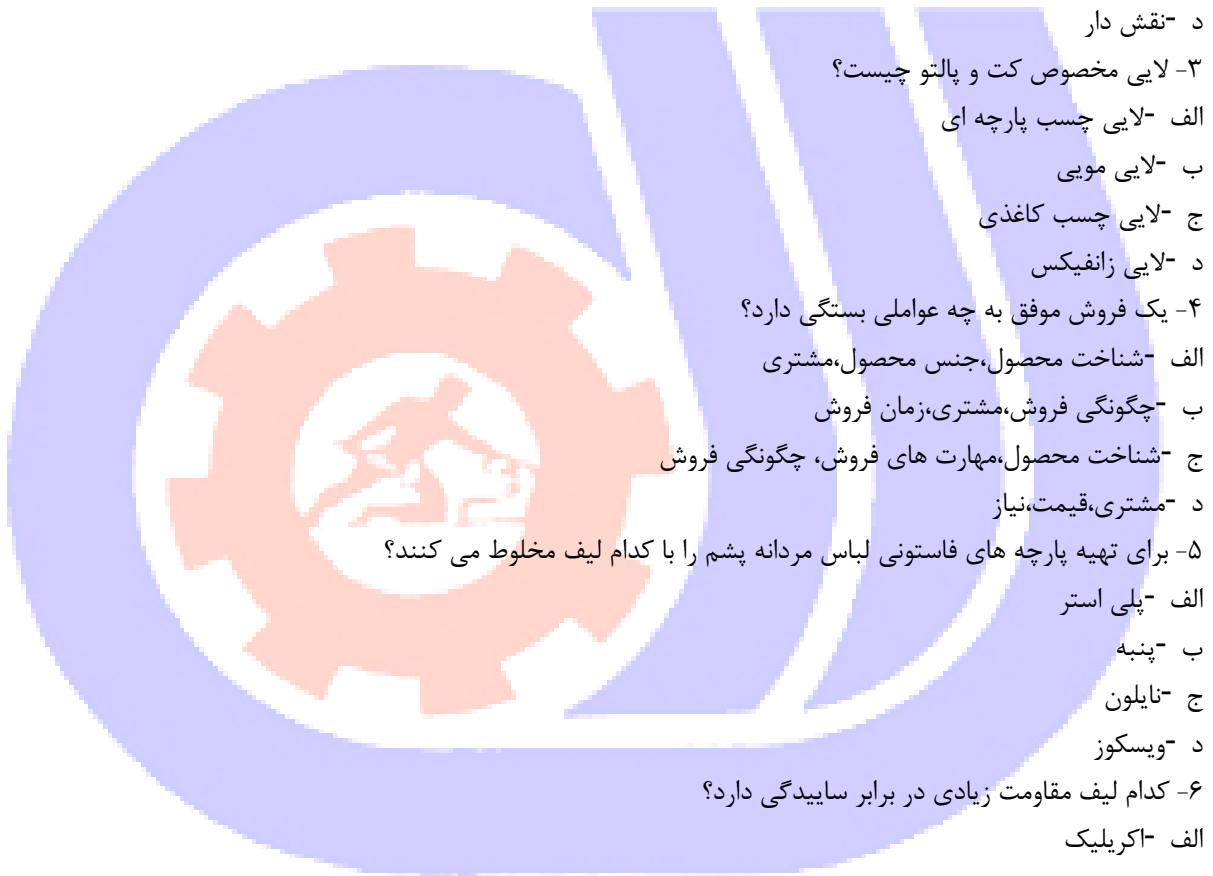 د -نقش دار
۳- لایی مخصوص کت و پالتو چیست؟
الف -لایی چسب پارچه ای
ب -لایی مویی
ج -لایی چسب کاغذی
د -لایی زانفیکس
۴- یک فروش موفق به چه عواملی بستگی دارد؟
الف -شناخت محصول،جنس محصول،مشتری
ب -چگونگی فروش،مشتری،زمان فروش
ج -شناخت محصول،مهارت های فروش، چگونگی فروش
د -مشتری،قیمت،نیاز
۵- برای تهیه پارچه های فاستونی لباس مردانه پشم را با کدام لیف مخلوط می کنند؟
الف -پلی استر
ب -پنبه
ج -نایلون
د -ویسکوز
۶- کدام لیف مقاومت زیادی در برابر ساییدگی دارد؟
الف -اکریلیک